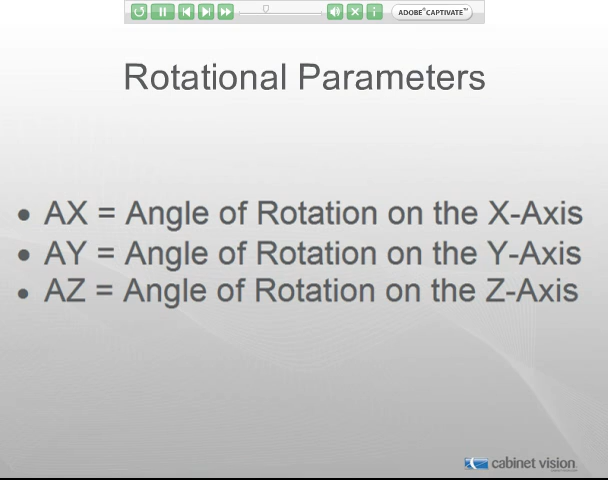 ADOBE® CAPTIVATE™
Rotational Parameters
• AX = Angle of Rotation on the X-Axis
• AY = Angle of Rotation on the Y-Axis
• AZ = Angle of Rotation on the Z-Axis
cabinet vision